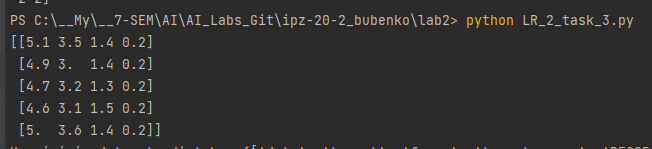 PS C:\__My\__7-SEM\AI\AI_Labs_Git\ipz-20-2_bubenko\lab2> python LR_2_task_3.py
[[5.1 3.5 1.4 0.2]
 [4.9 3.  1.4 0.2]
 [4.7 3.2 1.3 0.2]
 [4.6 3.1 1.5 0.2]
 [5.  3.6 1.4 0.2]]